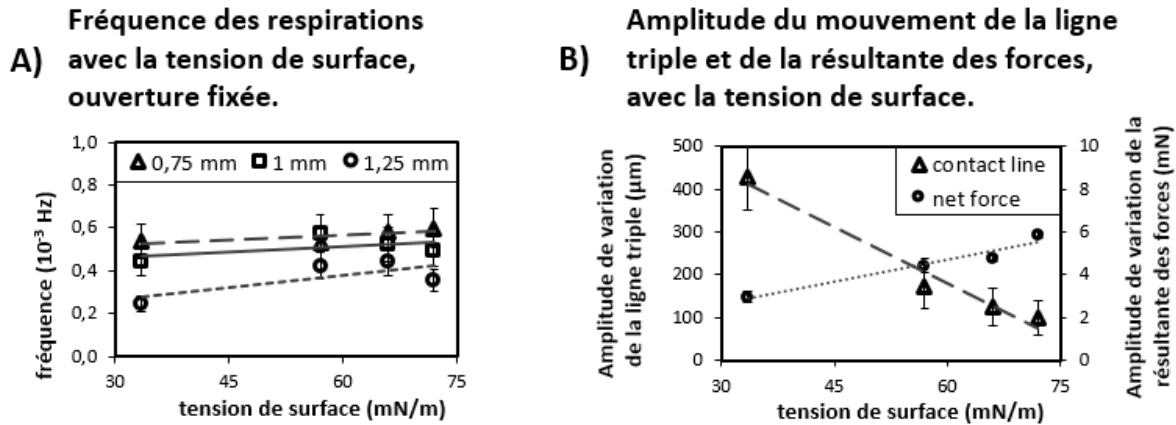 A) Fréquence des respirations
avec la tension de surface,
ouverture fixée.
1,0
0,8
0,6
0,4
0,2
0,0
fréquence (10⁻³ Hz)
0,75 mm 1 mm 1,25 mm
30 45 60 75
tension de surface (mN/m)
B) Amplitude du mouvement de la ligne
triple et de la résultante des forces,
avec la tension de surface.
Amplitude de variation
de la ligne triple (µm)
500
400
300
200
100
0
contact line
net force
10
8
6
4
2
0
Amplitude de variation de la
résultante des forces (mN)
30 45 60 75
tension de surface (mN/m)